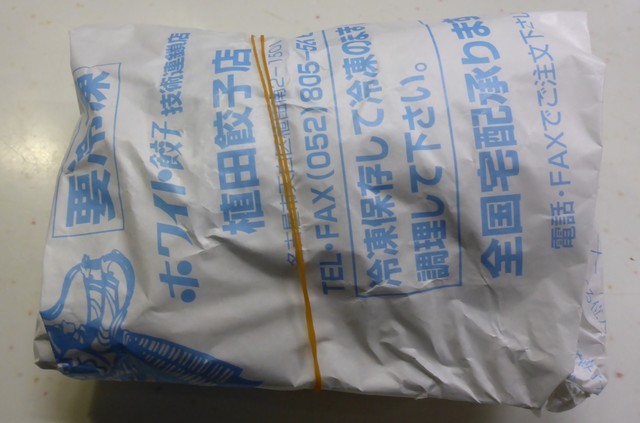 要冷凍
ホワイト餃子 技術連鎖店
植田餃子店
TEL・FAX(052)805-
冷凍保存して冷凍のまま
調理して下さい。
全国宅配承ります
電話・FAXでご注文下さい